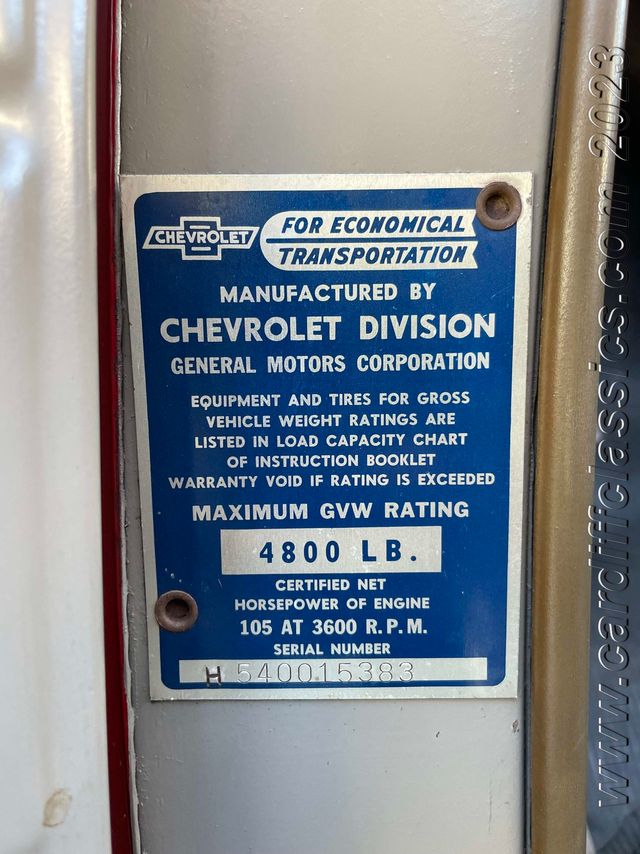 CHEVROLET
FOR ECONOMICAL
TRANSPORTATION
MANUFACTURED BY
CHEVROLET DIVISION
GENERAL MOTORS CORPORATION
EQUIPMENT AND TIRES FOR GROSS
VEHICLE WEIGHT RATINGS ARE
LISTED IN LOAD CAPACITY CHART
OF INSTRUCTION BOOKLET
WARRANTY VOID IF RATING IS EXCEEDED
MAXIMUM GVW RATING
4800 LB.
CERTIFIED NET
HORSEPOWER OF ENGINE
105 AT 3600 R.P.M.
SERIAL NUMBER
H 540015383
www.cardiffclassics.com 2023